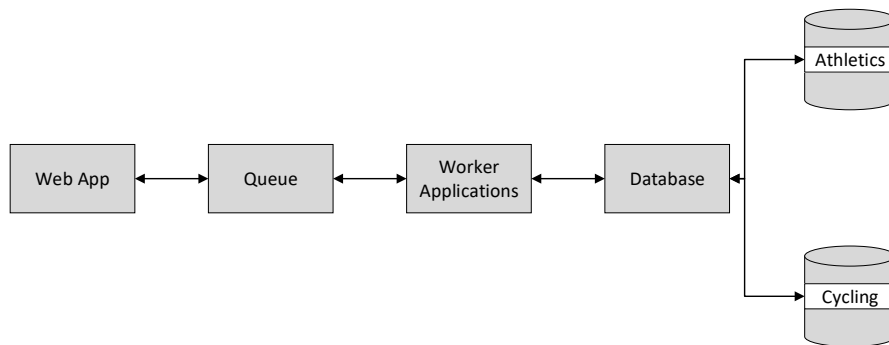 Athletics
Web App
Queue
Worker
Applications
Database
Cycling